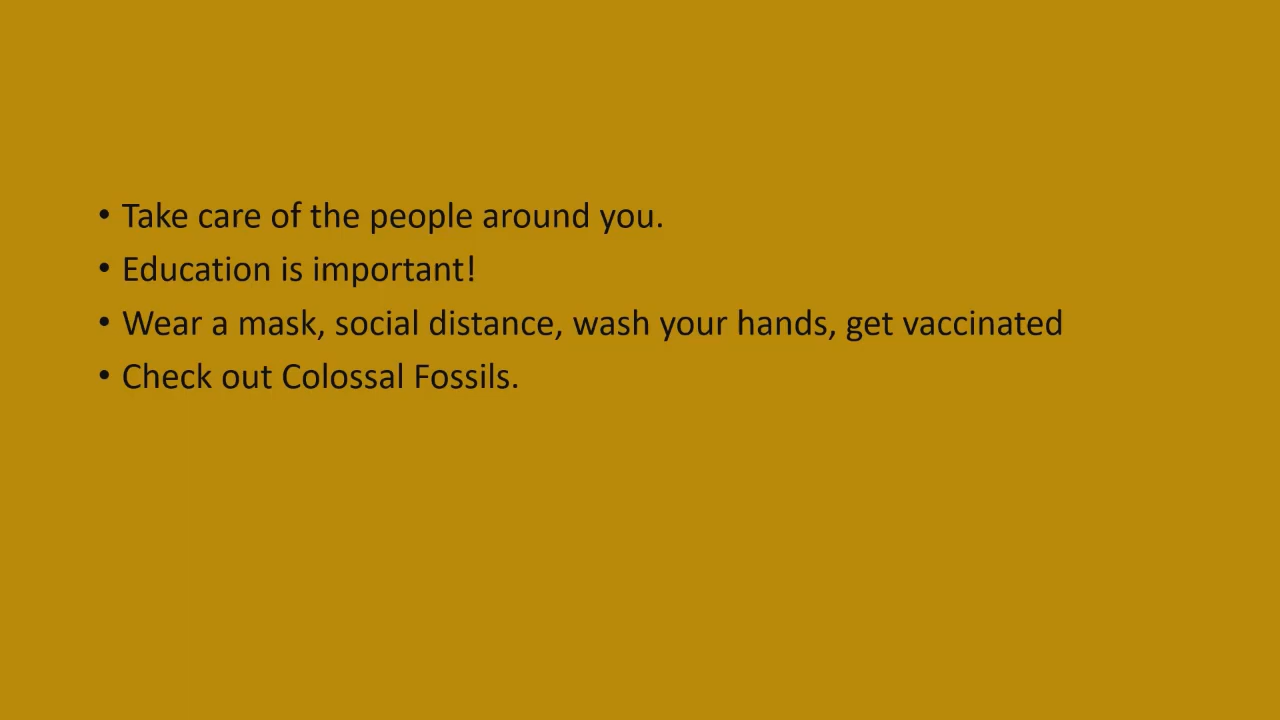 • Take care of the people around you.
• Education is important!
• Wear a mask, social distance, wash your hands, get vaccinated
• Check out Colossal Fossils.